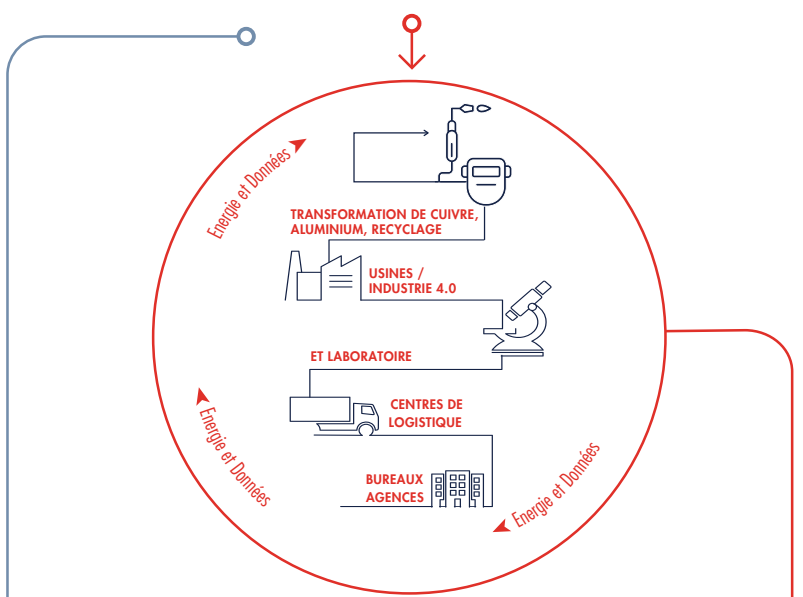 Energie et Données
TRANSFORMATION DE CUIVRE,
ALUMINIUM, RECYCLAGE
USINES /
INDUSTRIE 4.0
ET LABORATOIRE
CENTRES DE
LOGISTIQUE
Energie et Données
BUREAUX
AGENCES
Energie et Données